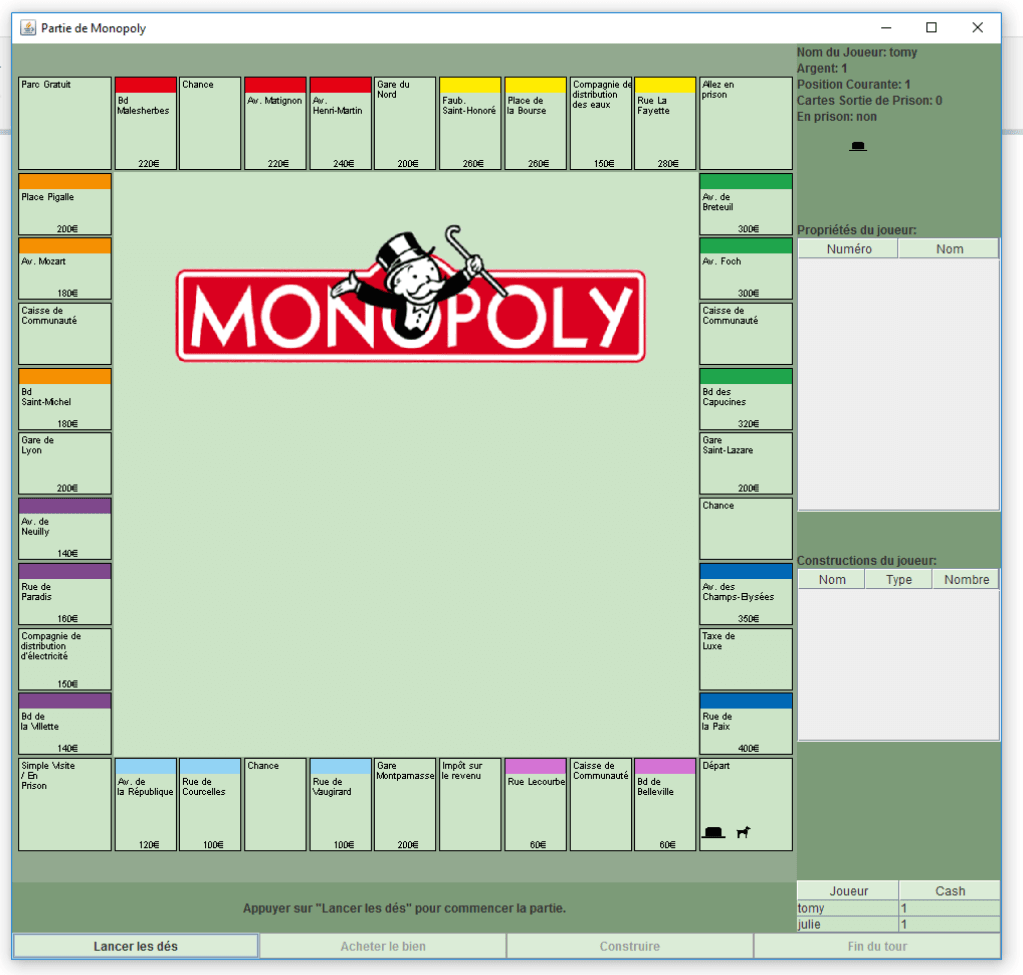 Partie de Monopoly
Nom du Joueur: tomy
Argent: 1
Position Courante: 1
Cartes Sortie de Prison: 0
En prison: non
Parc Gratuit
Bd
Malesherbes
220€
Chance
Av. Matignon
220€
Av.
Henri-Martin
240€
Gare du
Nord
200€
Faub.
Saint-Honoré
260€
Place de
la Bourse
260€
Compagnie de
distribution
des eaux
150€
Rue La
Fayette
280€
Allez en
prison
Place Pigalle
200€
Av. Mozart
180€
Caisse de
Communauté
Bd
Saint-Michel
180€
Gare de
Lyon
200€
Av. de
Neuilly
140€
Rue de
Paradis
160€
Compagnie de
distribution
d'électricité
150€
Bd de
la Villette
140€
MONOPOLY
Av. de
Breteuil
300€
Av. Foch
300€
Caisse de
Communauté
Bd des
Capucines
320€
Gare
Saint-Lazare
200€
Chance
Av. des
Champs-Elysées
350€
Taxe de
Luxe
Rue de
la Paix
400€
Simple Visite
/ En
Prison
Av. de
la République
120€
Rue de
Courcelles
100€
Chance
Rue de
Vaugirard
100€
Gare
Montparnasse
200€
Impôt sur
le revenu
Rue Lecourbe
60€
Caisse de
Communauté
Bd de
Belleville
60€
Départ
Propriétés du joueur:
Numéro Nom
Constructions du joueur:
Nom Type Nombre
Joueur Cash
tomy 1
julie 1
Appuyer sur "Lancer les dés" pour commencer la partie.
Lancer les dés Acheter le bien Construire Fin du tour